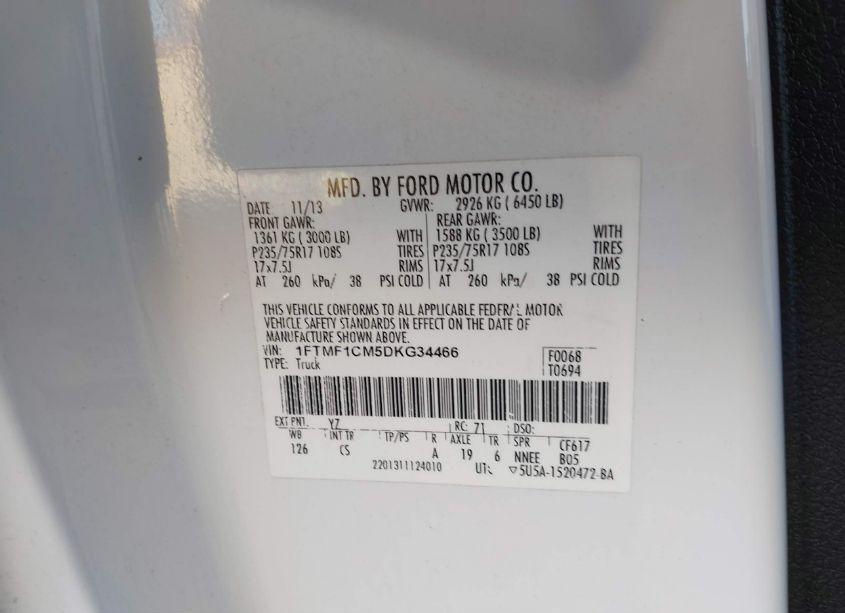 MFD. BY FORD MOTOR CO.
DATE 11/13 GVWR: 2926 KG ( 6450 LB)
FRONT GAWR: REAR GAWR:
1361 KG ( 3000 LB) WITH 1588 KG ( 3500 LB) WITH
P235/75R17 108S TIRES P235/75R17 108S TIRES
17x7.5J RIMS 17x7.5J RIMS
AT 260 kPa/ 38 PSI COLD AT 260 kPa/ 38 PSI COLD
THIS VEHICLE CONFORMS TO ALL APPLICABLE FEDERAL MOTOR
VEHICLE SAFETY STANDARDS IN EFFECT ON THE DATE OF
MANUFACTURE SHOWN ABOVE.
VIN: 1FTMF1CM5DKG34466 F0068
TYPE: Truck T0694
EXT PNT: YZ RC: 71 DSO:
WB INT TR TP/PS R AXLE TR SPR CF617
126 CS A 19 6 NNEE B05
2201311124010 ▽5U5A-1520472-BA